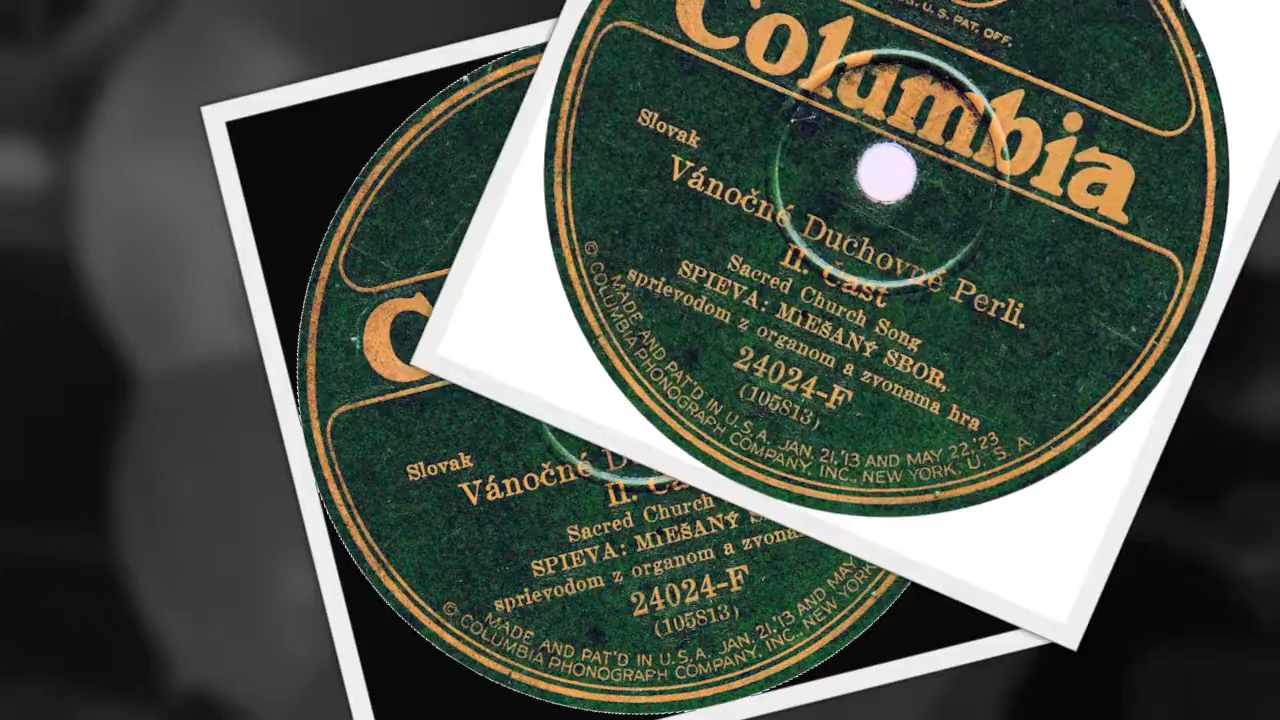 G. U.S. PAT. OFF.
Columbia
Slovak
Vánočné Duchovné Perli.
II. Čast
Sacred Church Song
SPIEVA: MIEŠANÝ SBOR,
sprievodom z organom a zvonama hra
24024-F
(105813)
© MADE AND PAT'D IN U.S.A. JAN. 21,'13 AND MAY 22,'23
COLUMBIA PHONOGRAPH COMPANY, INC., NEW YORK, U.S.A
C
Slovak
Vánočné D
II. Ča
Sacred Church
SPIEVA: MIEŠANÝ S
sprievodom z organom a zvona
24024-F
(105813)
© MADE AND PAT'D IN U.S.A. JAN. 21,'13 AND MAY
COLUMBIA PHONOGRAPH COMPANY, INC., NEW YORK